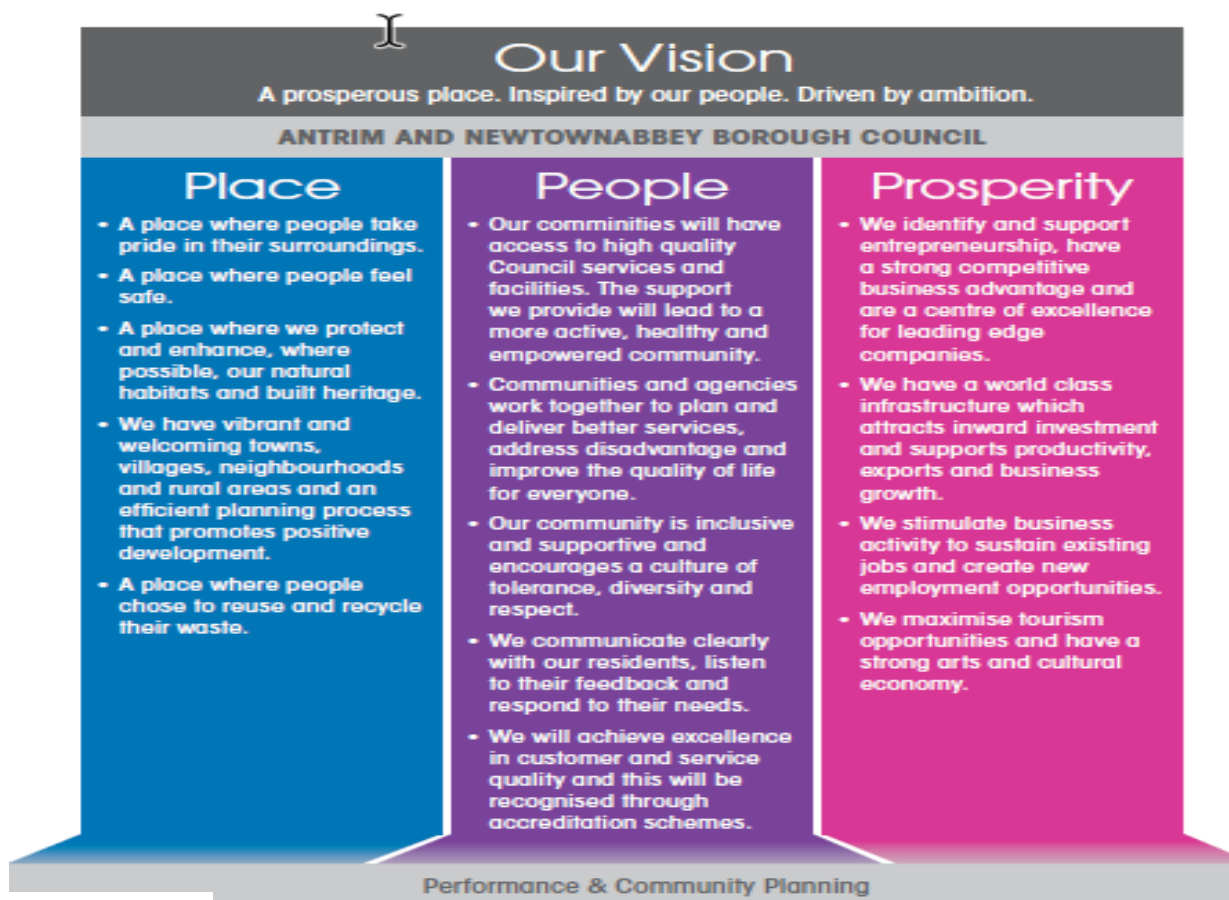 Our Vision
A prosperous place. Inspired by our people. Driven by ambition.
ANTRIM AND NEWTOWNABBEY BOROUGH COUNCIL
Place
• A place where people take
pride in their surroundings.
• A place where people feel
safe.
• A place where we protect
and enhance, where
possible, our natural
habitats and built heritage.
• We have vibrant and
welcoming towns,
villages, neighbourhoods
and rural areas and an
efficient planning process
that promotes positive
development.
• A place where people
chose to reuse and recycle
their waste.
People
• Our comminities will have
access to high quality
Council services and
facilities. The support
we provide will lead to a
more active, healthy and
empowered community.
• Communities and agencies
work together to plan and
deliver better services,
address disadvantage and
improve the quality of life
for everyone.
• Our community is inclusive
and supportive and
encourages a culture of
tolerance, diversity and
respect.
• We communicate clearly
with our residents, listen
to their feedback and
respond to their needs.
• We will achieve excellence
in customer and service
quality and this will be
recognised through
accreditation schemes.
Prosperity
• We identify and support
entrepreneurship, have
a strong competitive
business advantage and
are a centre of excellence
for leading edge
companies.
• We have a world class
infrastructure which
attracts inward investment
and supports productivity,
exports and business
growth.
• We stimulate business
activity to sustain existing
jobs and create new
employment opportunities.
• We maximise tourism
opportunities and have a
strong arts and cultural
economy.
Performance & Community Planning